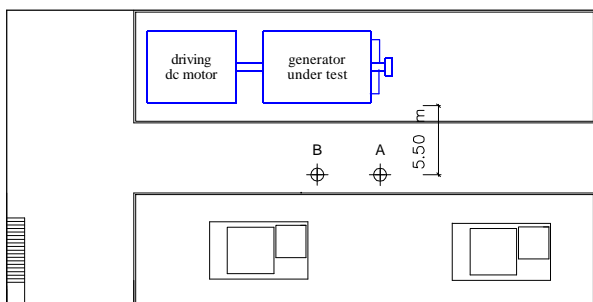 driving
dc motor
generator
under test
5.50 m
B
A